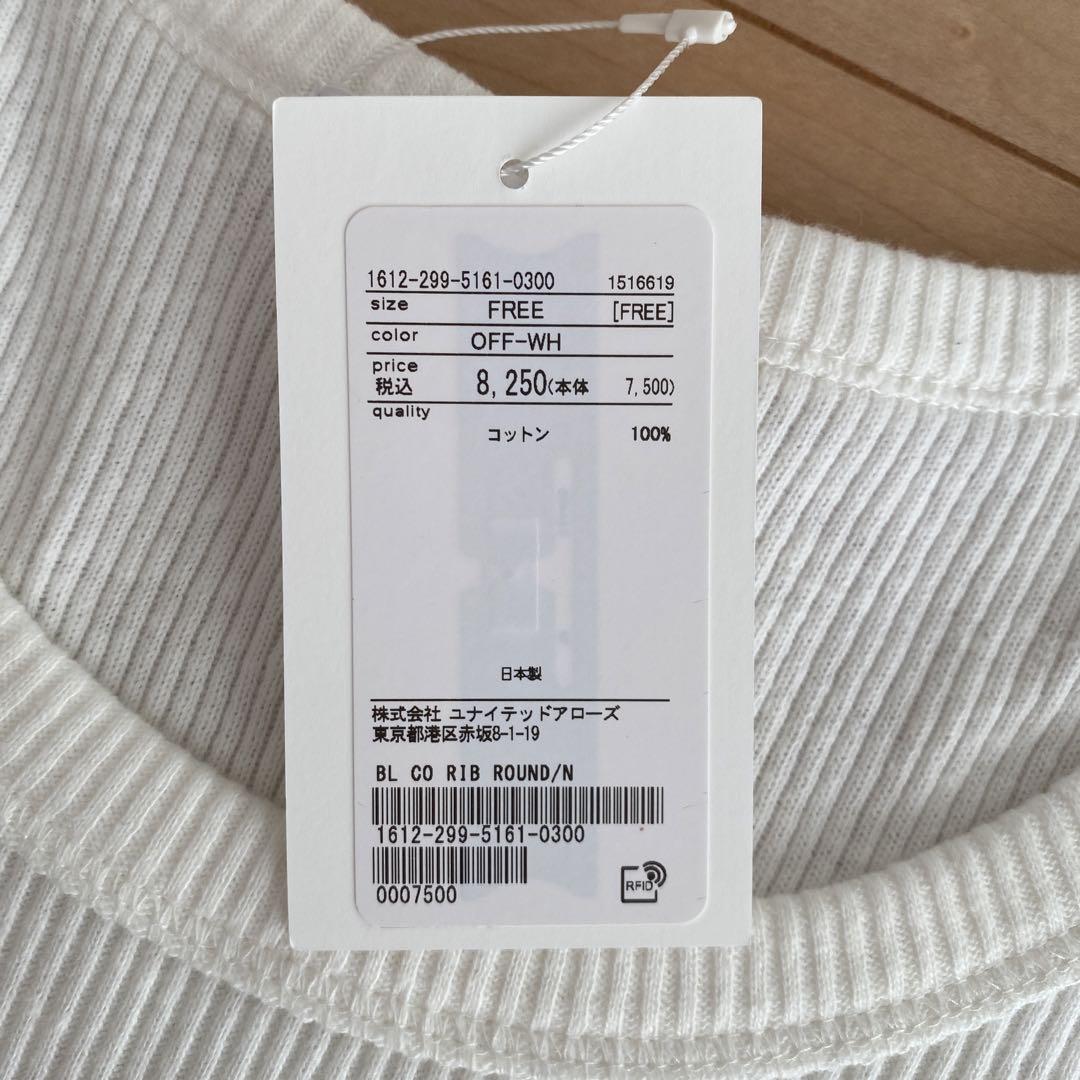 1612-299-5161-0300 1516619
size FREE [FREE]
color OFF-WH
price
税込 8,250(本体 7,500)
quality
コットン 100%
日本製
株式会社 ユナイテッドアローズ
東京都港区赤坂8-1-19
BL CO RIB ROUND/N
1612-299-5161-0300
0007500
RFID